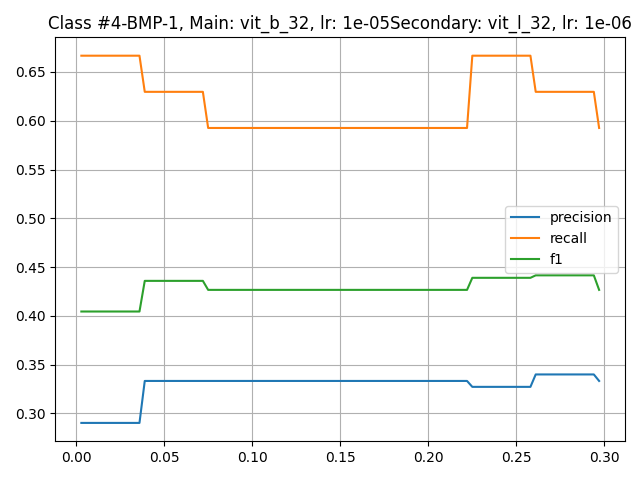 Class #4-BMP-1, Main: vit_b_32, lr: 1e-05Secondary: vit_l_32, lr: 1e-06
0.65
0.60
0.55
0.50
0.45
0.40
0.35
0.30
precision
recall
f1
0.00 0.05 0.10 0.15 0.20 0.25 0.30